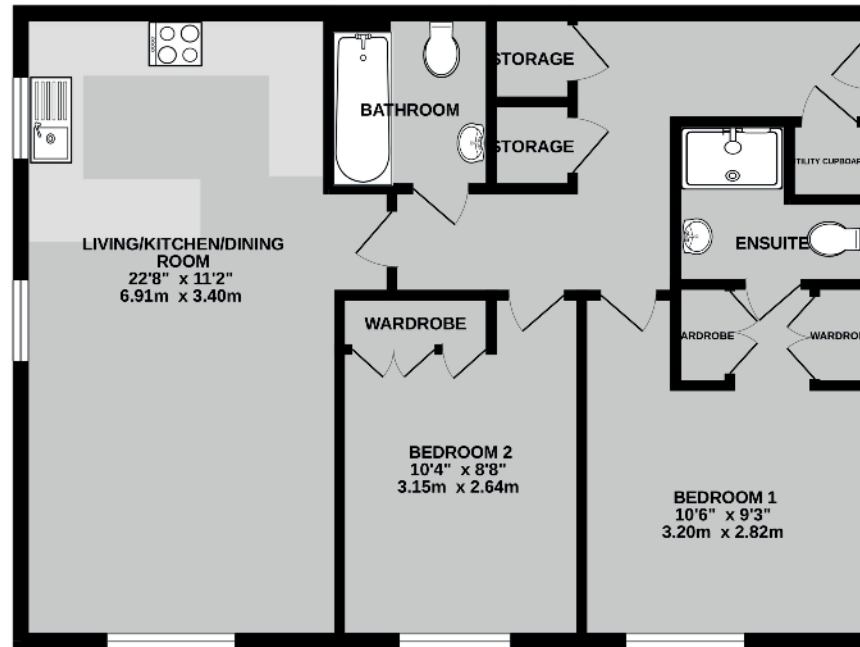 STORAGE
BATHROOM
STORAGE
TILITY CUPBOAR
LIVING/KITCHEN/DINING
ROOM
22'8" x 11'2"
6.91m x 3.40m
ENSUITE
WARDROBE
ARDROBE
WARDRO
BEDROOM 2
10'4" x 8'8"
3.15m x 2.64m
BEDROOM 1
10'6" x 9'3"
3.20m x 2.82m